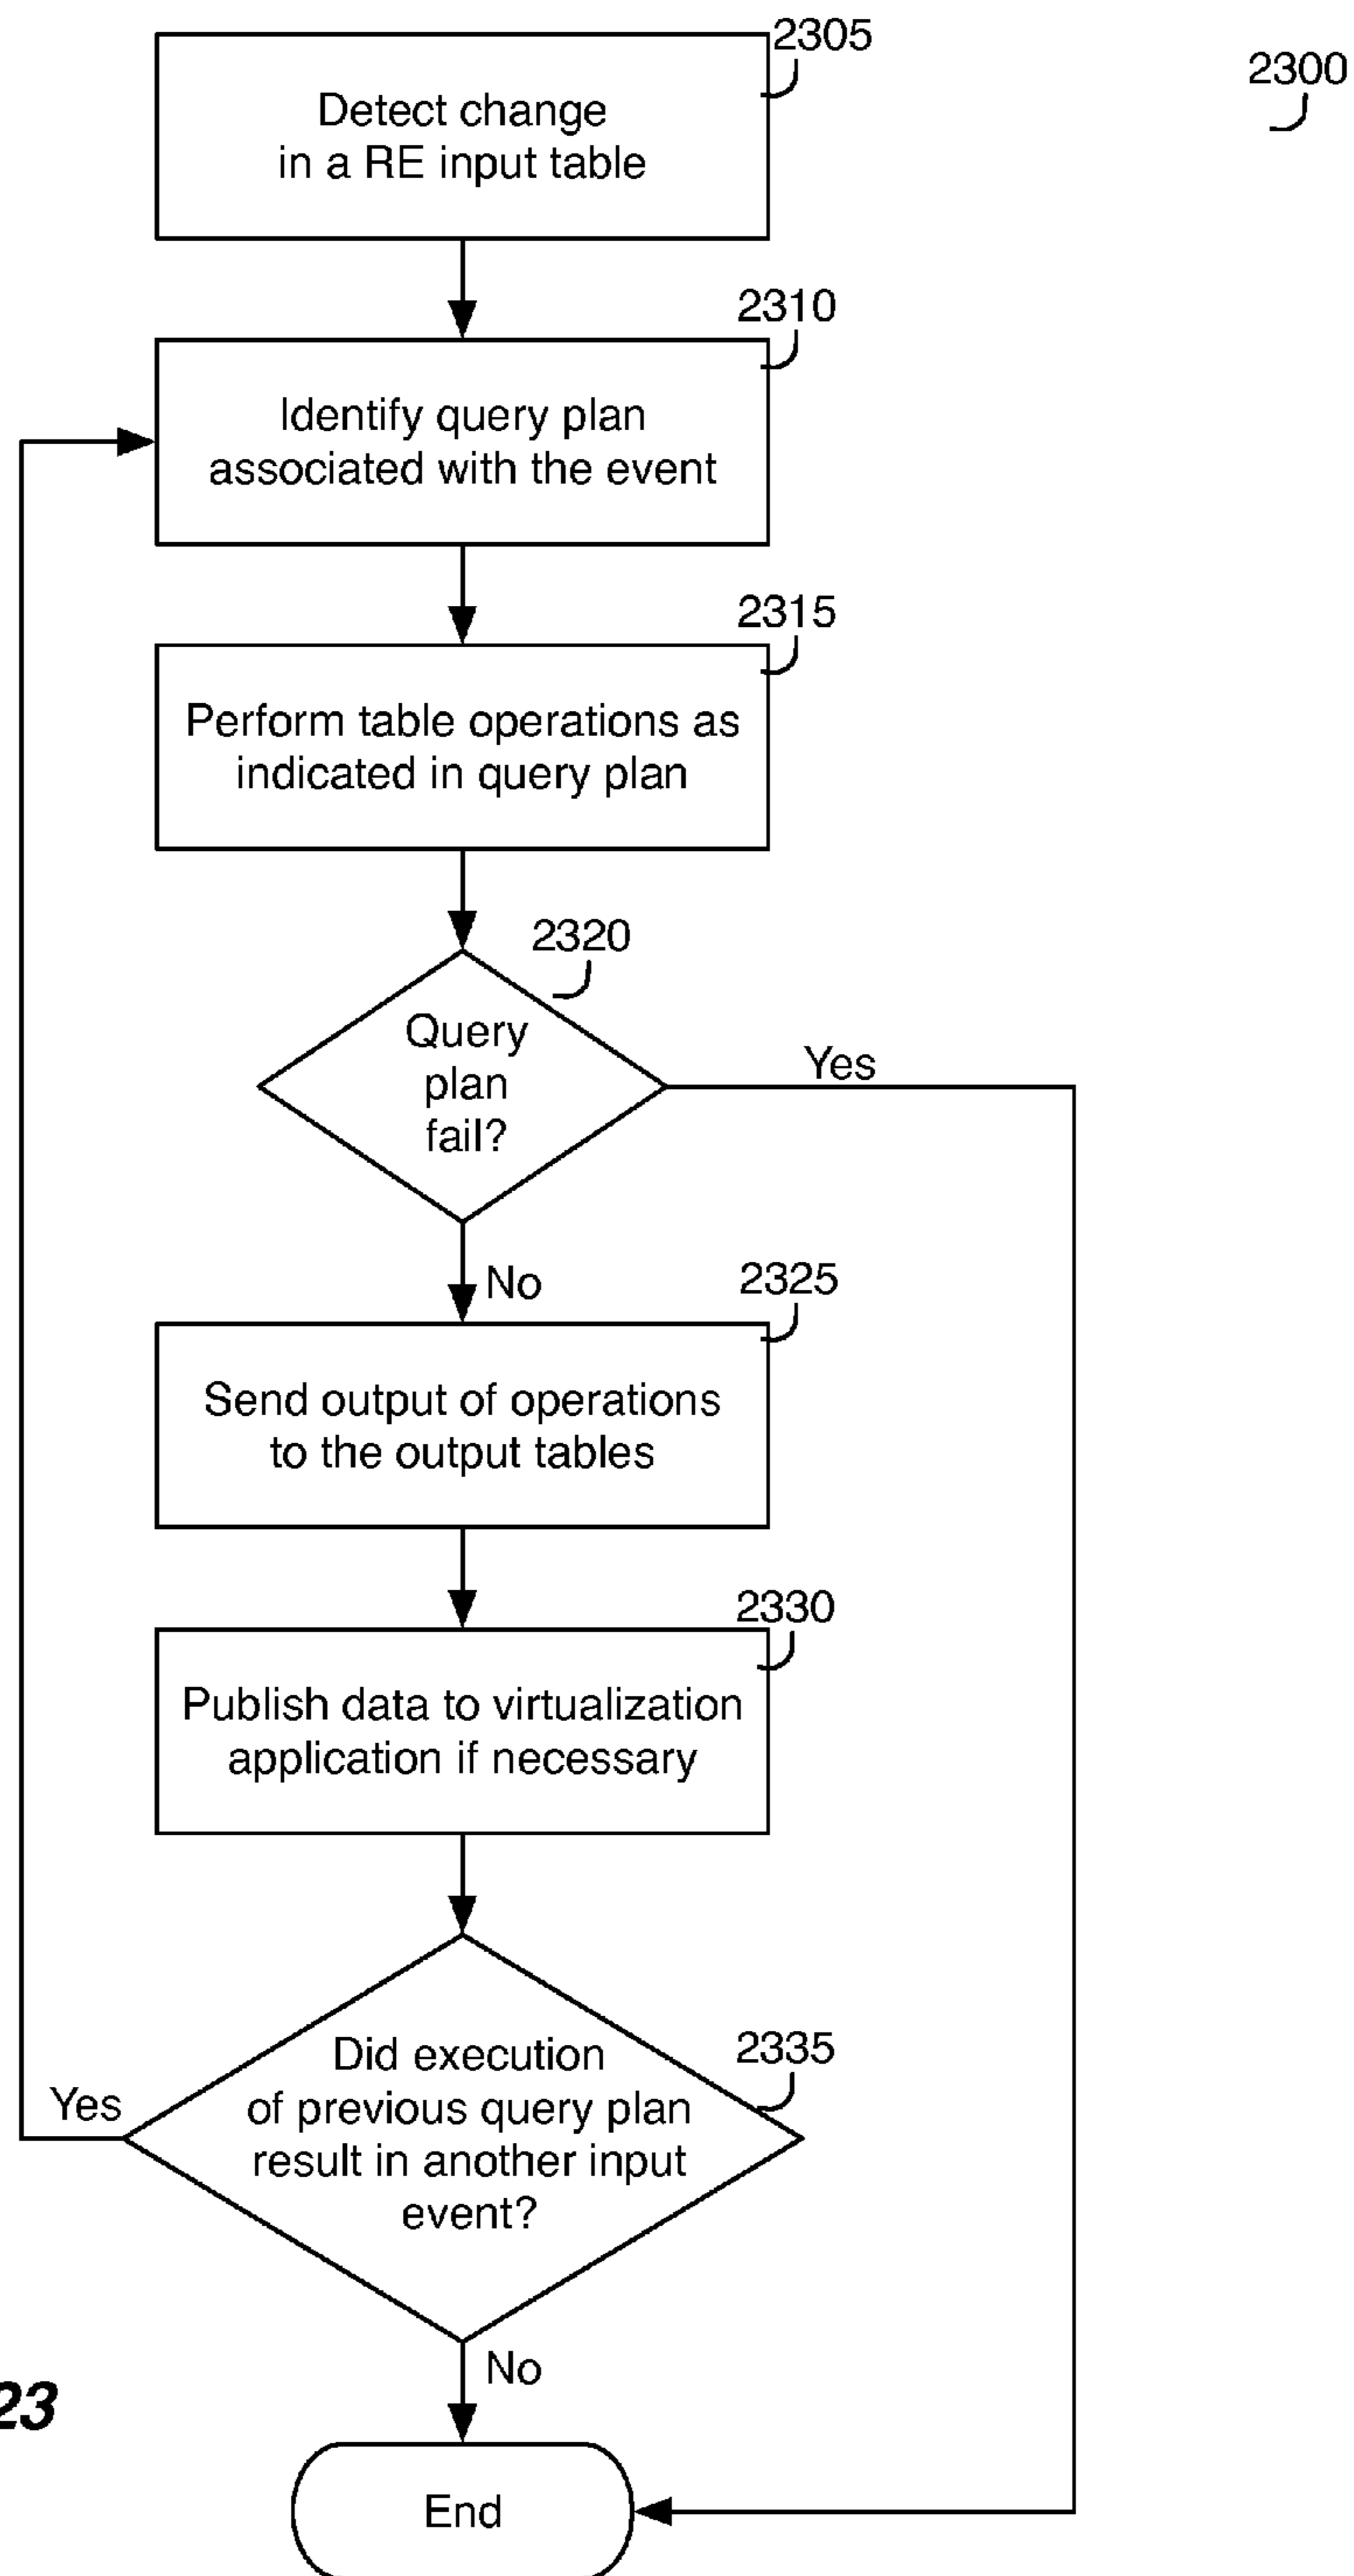 2305
2300
Detect change
in a RE input table
2310
Identify query plan
associated with the event
2315
Perform table operations as
indicated in query plan
2320
Query
plan
fail?
Yes
No
2325
Send output of operations
to the output tables
2330
Publish data to virtualization
application if necessary
2335
Did execution
of previous query plan
result in another input
event?
Yes
No
23
End